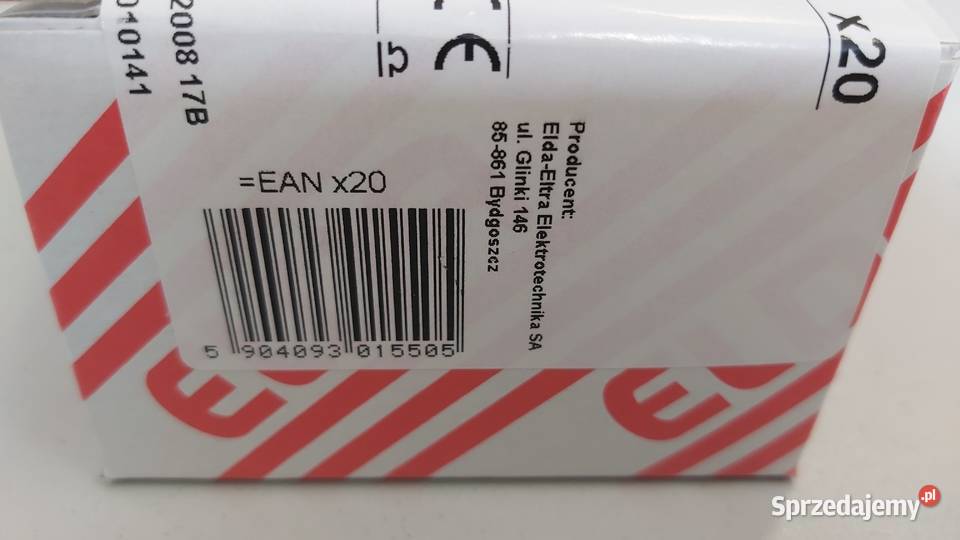 x20
2008 17B
010141
CE
Producent:
Elda-Eltra Elektrotechnika SA
ul. Glinki 146
85-861 Bydgoszcz
=EAN x20
5 904093 015505
Sprzedajemy.pl